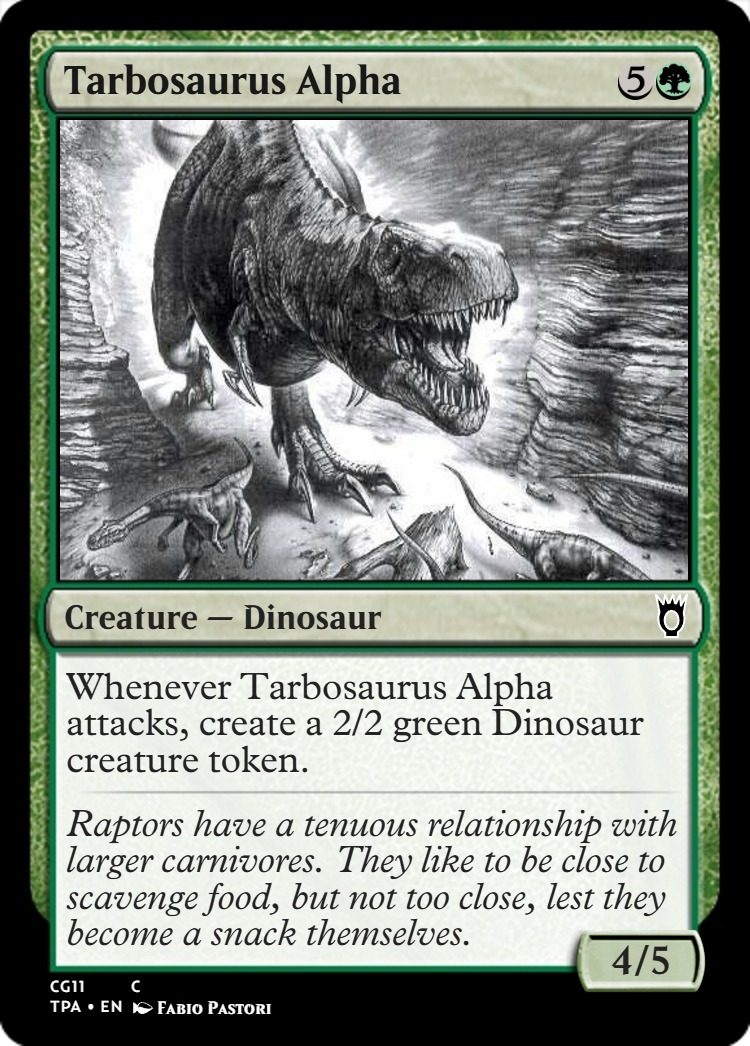 Tarbosaurus Alpha 5
Creature — Dinosaur
Whenever Tarbosaurus Alpha
attacks, create a 2/2 green Dinosaur
creature token.
Raptors have a tenuous relationship with
larger carnivores. They like to be close to
scavenge food, but not too close, lest they
become a snack themselves.
4/5
CG11 C
TPA • EN Fabio Pastori